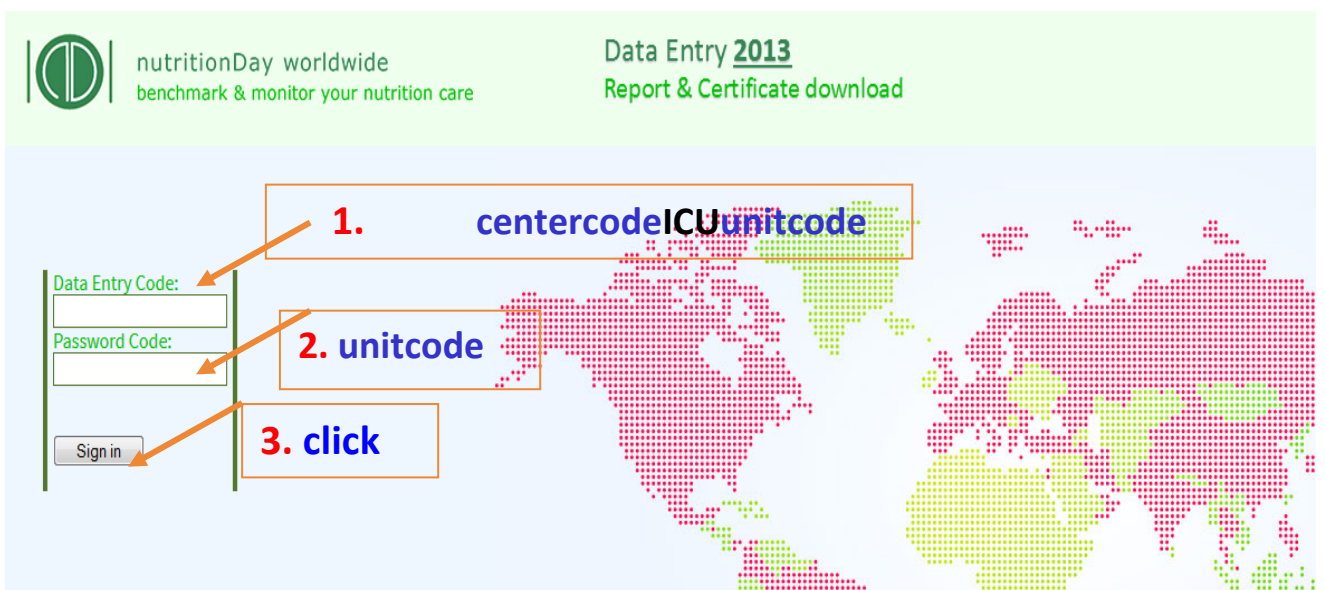 nutritionDay worldwide
benchmark & monitor your nutrition care
Data Entry 2013
Report & Certificate download
1. centercodeICUunitcode
Data Entry Code:
Password Code:
2. unitcode
3. click
Sign in